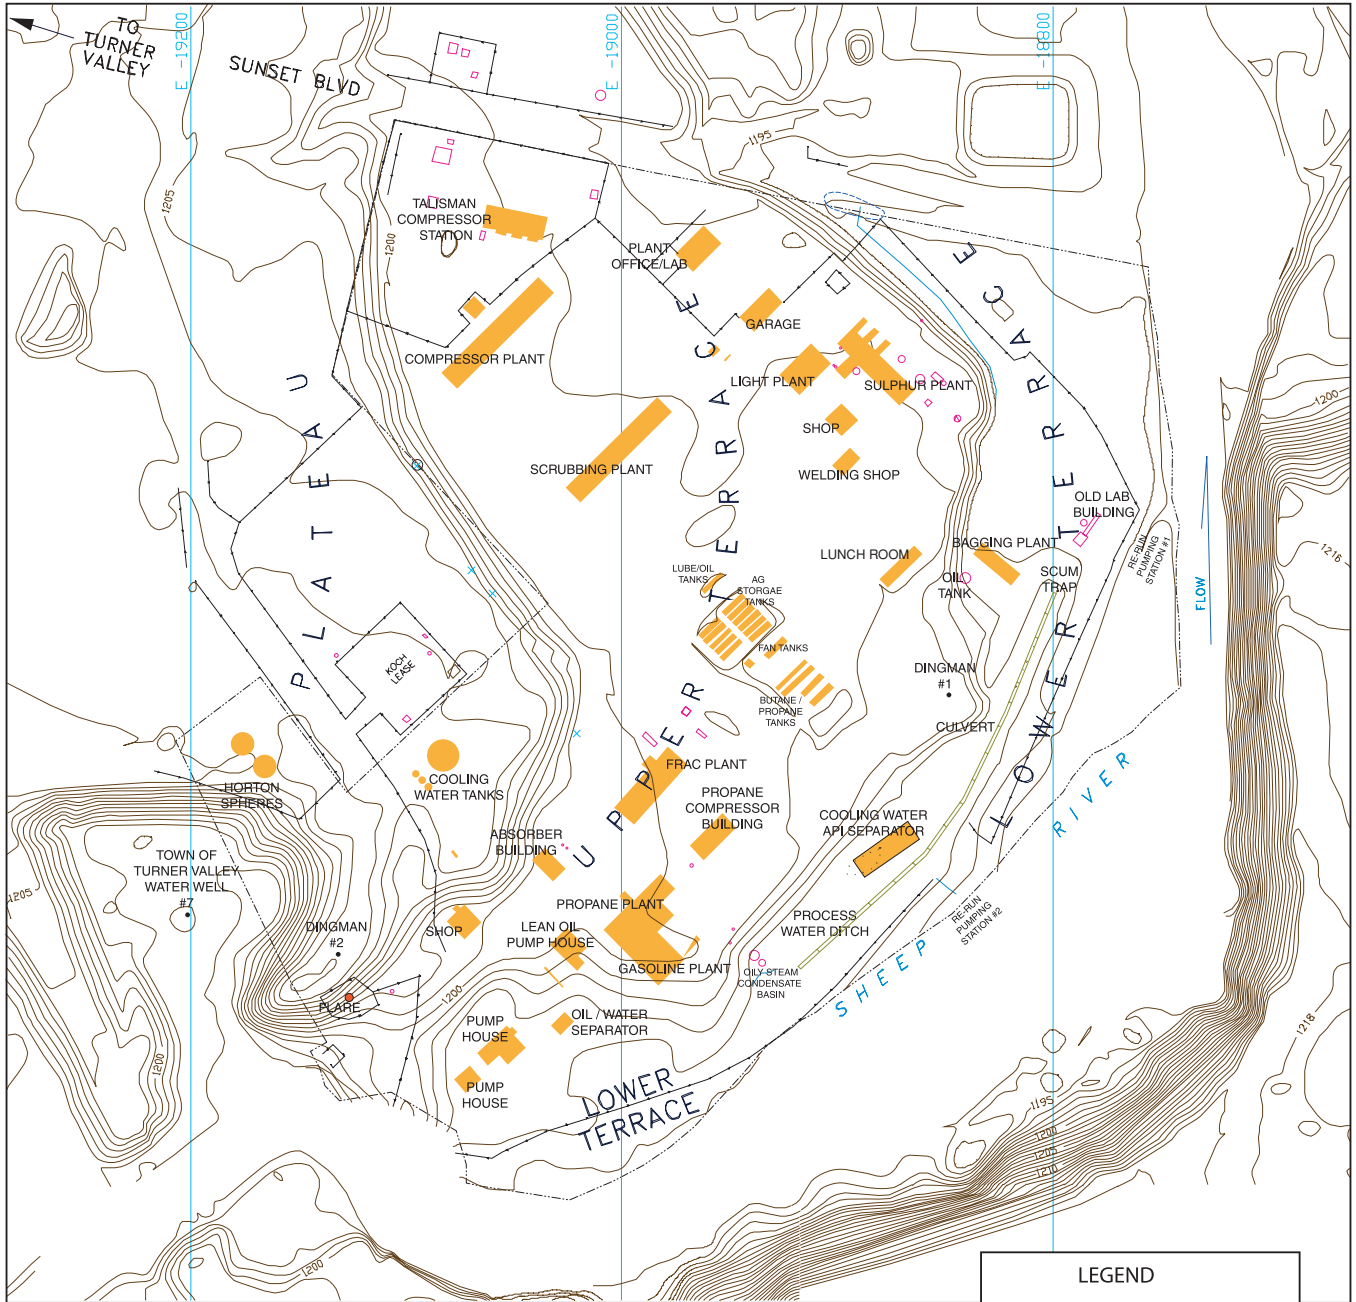 TO
TURNER
VALLEY
SUNSET BLVD
E -19200
E -19000
E -18800
1195
1205
1200
TALISMAN
COMPRESSOR
STATION
PLANT
OFFICE/LAB
GARAGE
COMPRESSOR PLANT
LIGHT PLANT
SULPHUR PLANT
SHOP
SCRUBBING PLANT
WELDING SHOP
PLATEAU
UPPER TERRACE
LOWER TERRACE
1200
OLD LAB
BUILDING
RE-RUN
PUMPING
STATION #1
1216
FLOW
BAGGING PLANT
LUNCH ROOM
OIL
TANK
SCUM
TRAP
LUBE/OIL
TANKS
AG
STORGAE
TANKS
FAN TANKS
BUTANE /
PROPANE
TANKS
DINGMAN
#1
CULVERT
KOCH
LEASE
HORTON
SPHERES
COOLING
WATER TANKS
FRAC PLANT
PROPANE
COMPRESSOR
BUILDING
COOLING WATER
API SEPARATOR
ABSORBER
BUILDING
TOWN OF
TURNER VALLEY
WATER WELL
#7
1205
DINGMAN
#2
SHOP
LEAN OIL
PUMP HOUSE
PROPANE PLANT
GASOLINE PLANT
PROCESS
WATER DITCH
RE-RUN
PUMPING
STATION #2
OILY STEAM
CONDENSATE
BASIN
SHEEP RIVER
FLARE
1200
PUMP
HOUSE
OIL / WATER
SEPARATOR
PUMP
HOUSE
1200
LOWER
TERRACE
1218
1195
1200
1205
1210
1200
LEGEND